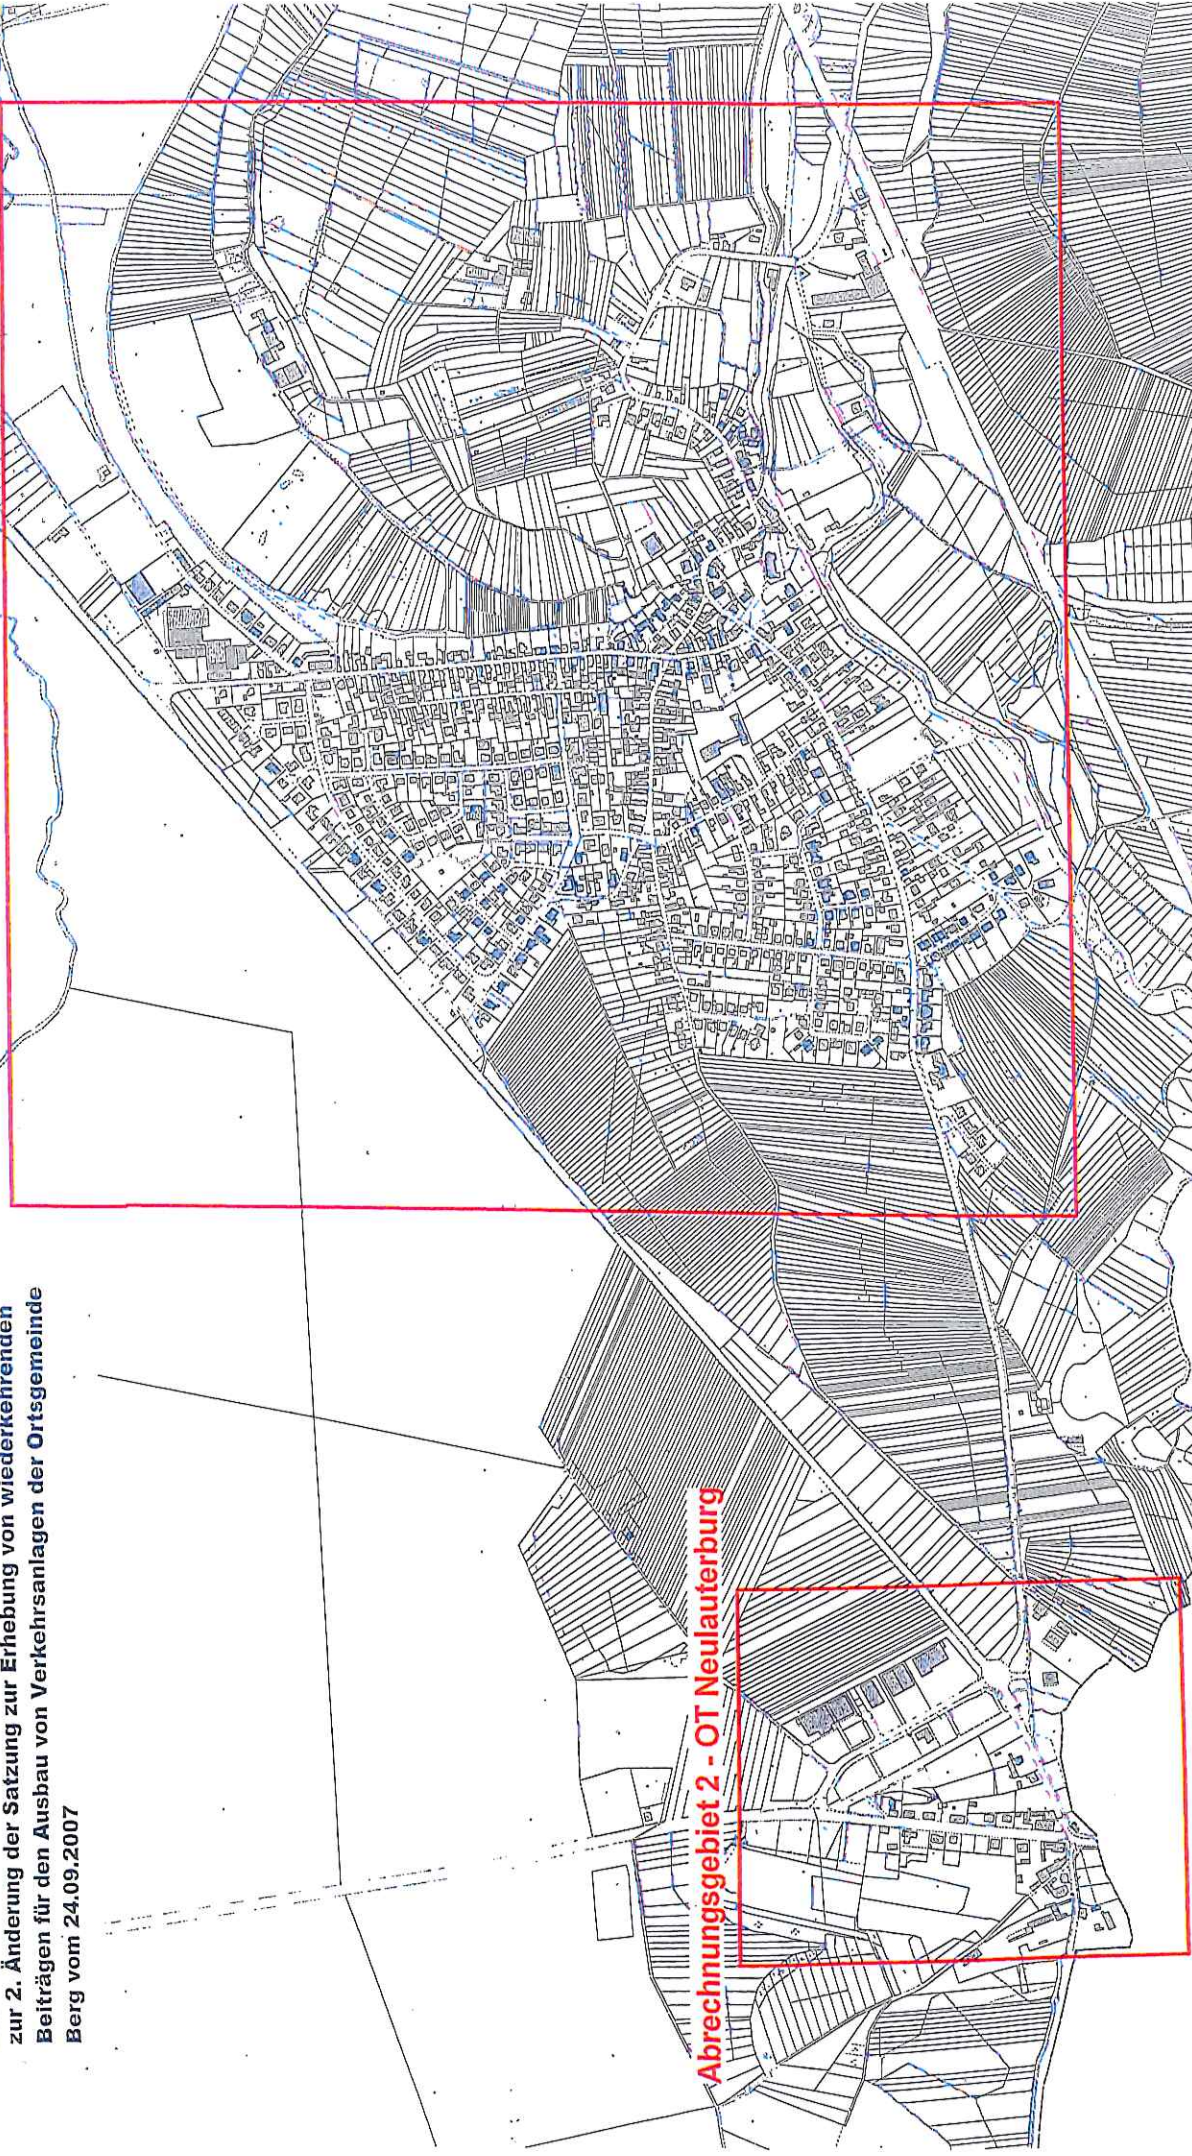 zur 2. Änderung der Satzung zur Erhebung von wiederkehrenden
Beiträgen für den Ausbau von Verkehrsanlagen der Ortsgemeinde
Berg vom 24.09.2007
Abrechnungsgebiet 2 - OT Neulauterburg